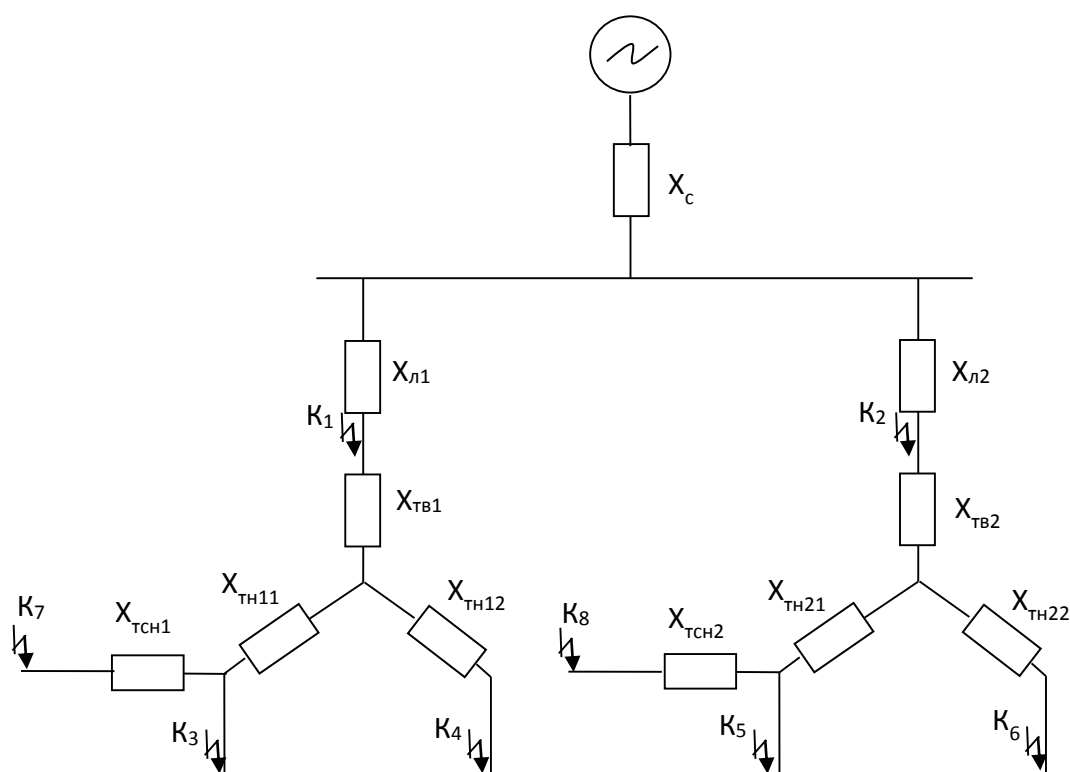 Xс
Xл1
Xл2
К1
К2
Xтв1
Xтв2
Xтн11
Xтн12
Xтн21
Xтн22
К7
Xтсн1
К8
Xтсн2
К3
К4
К5
К6